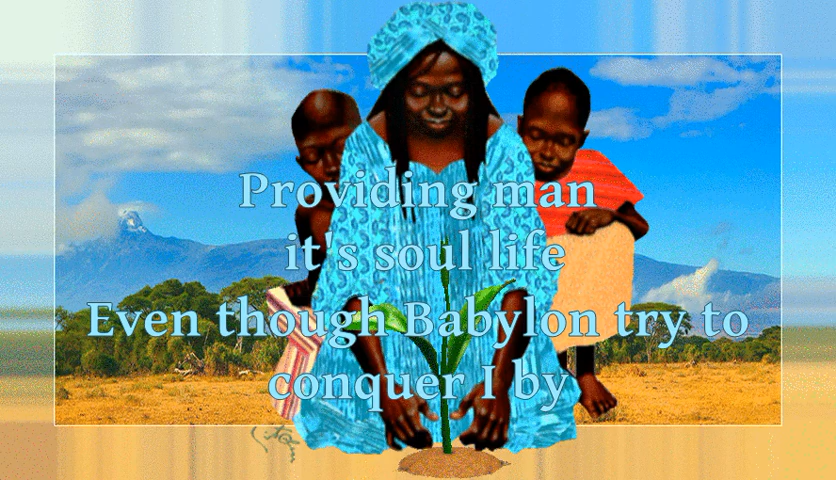 Providing man
it's soul life
Even though Babylon try to
conquer I by